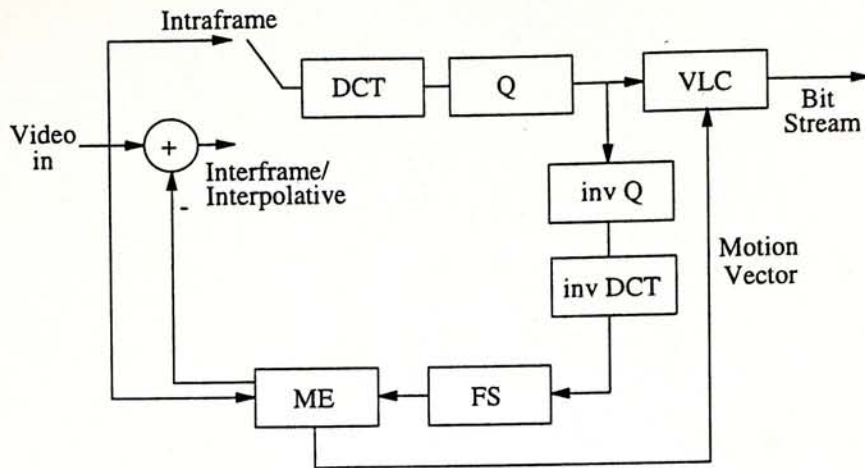 Intraframe
DCT
Q
VLC
Bit
Stream
Video
in
+
Interframe/
Interpolative
-
inv Q
Motion
Vector
inv DCT
ME
FS